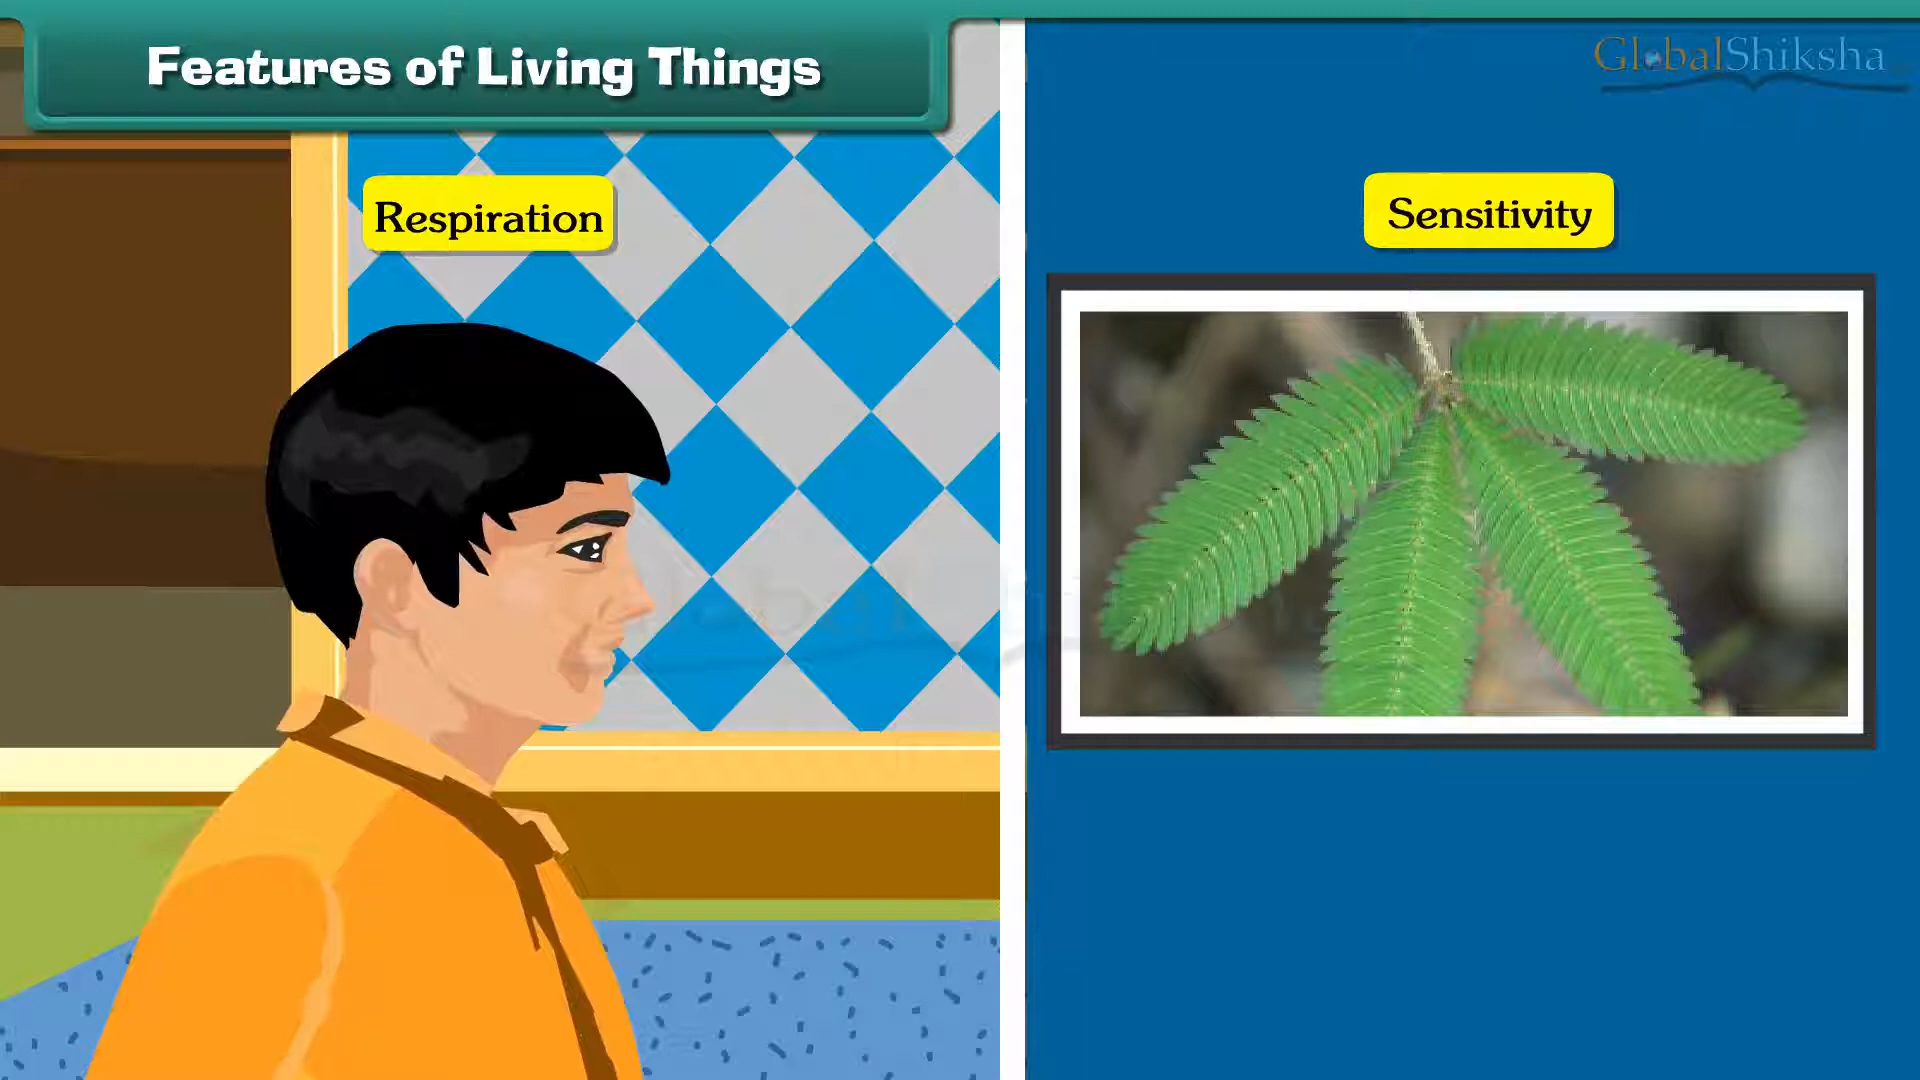 Features of Living Things
GlobalShiksha
Respiration
Sensitivity